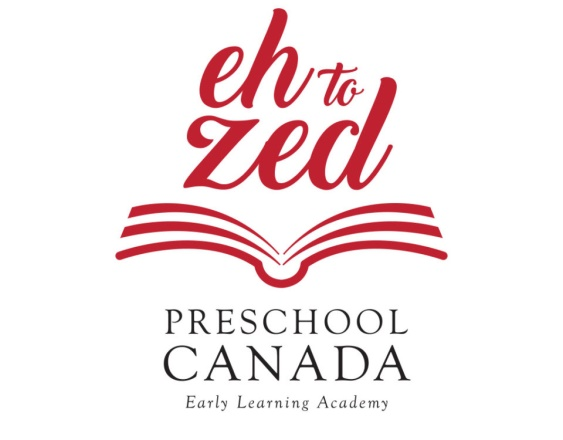 eh to
zed
PRESCHOOL
CANADA
Early Learning Academy